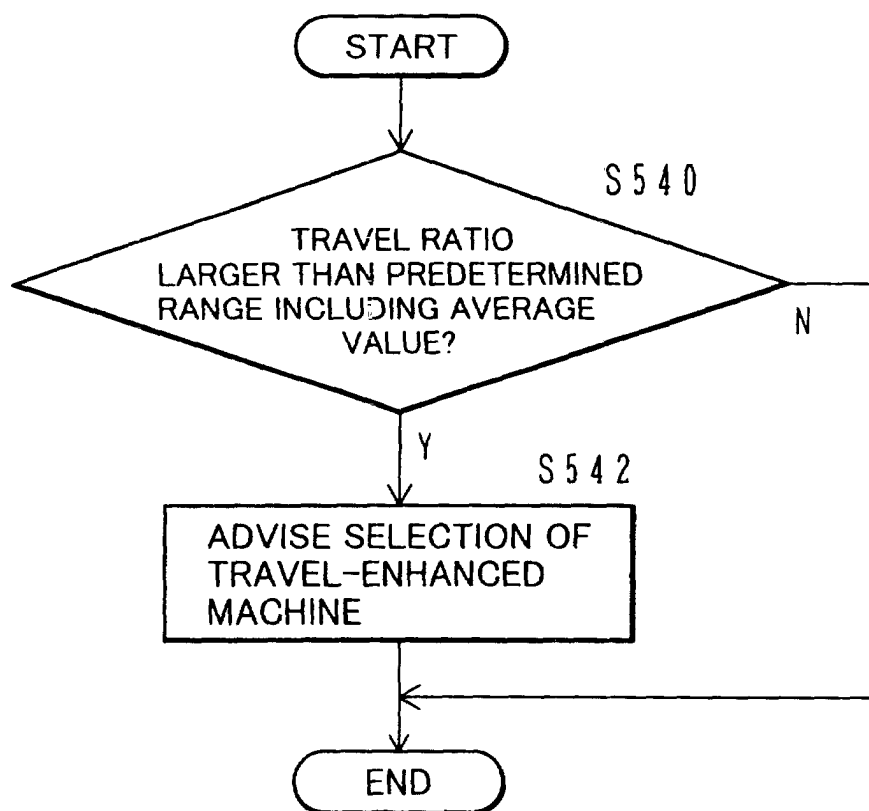 START
S540
TRAVEL RATIO
LARGER THAN PREDETERMINED
RANGE INCLUDING AVERAGE
VALUE?
N
Y
S542
ADVISE SELECTION OF
TRAVEL-ENHANCED
MACHINE
END